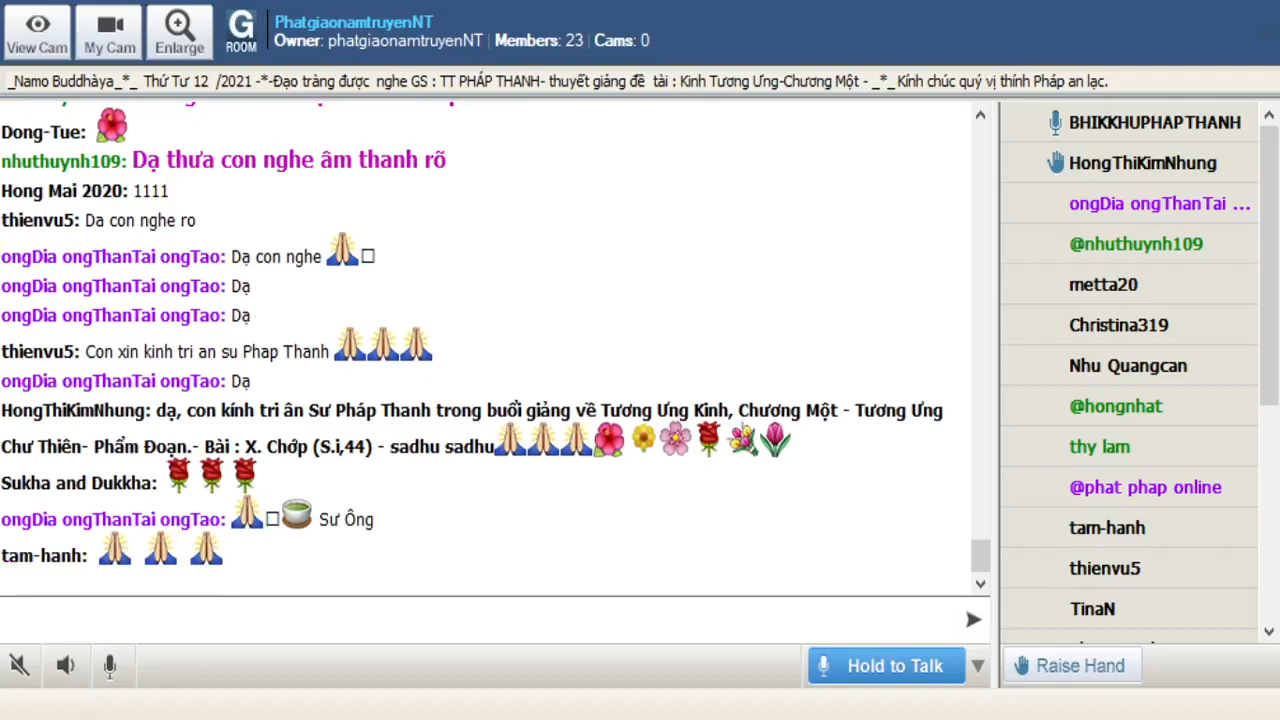 View Cam
My Cam
Enlarge
G
ROOM
PhatgiaonamtruyenNT
Owner: phatgiaonamtruyenNT | Members: 23 | Cams: 0
_Namo Buddhàya_*_ Thứ Tư 12 /2021 -*-Đạo tràng được nghe GS : TT PHÁP THANH- thuyết giảng đề tài : Kinh Tương Ưng-Chương Một - _*_ Kính chúc quý vị thính Pháp an lạc.
Dong-Tue:
nhuthuynh109: Dạ thưa con nghe âm thanh rõ
Hong Mai 2020: 1111
thienvu5: Da con nghe ro
ongDia ongThanTai ongTao: Dạ con nghe
ongDia ongThanTai ongTao: Dạ
ongDia ongThanTai ongTao: Dạ
thienvu5: Con xin kinh tri an su Phap Thanh
ongDia ongThanTai ongTao: Dạ
HongThiKimNhung: dạ, con kính tri ân Sư Pháp Thanh trong buổi giảng về Tương Ưng Kinh, Chương Một - Tương Ưng
Chư Thiên- Phẩm Đoạn.- Bài : X. Chớp (S.i,44) - sadhu sadhu
Sukha and Dukkha:
ongDia ongThanTai ongTao: Sư Ông
tam-hanh:
Hold to Talk
BHIKKHUPHAPTHANH
HongThiKimNhung
ongDia ongThanTai ...
@nhuthuynh109
metta20
Christina319
Nhu Quangcan
@hongnhat
thy lam
@phat phap online
tam-hanh
thienvu5
TinaN
Raise Hand